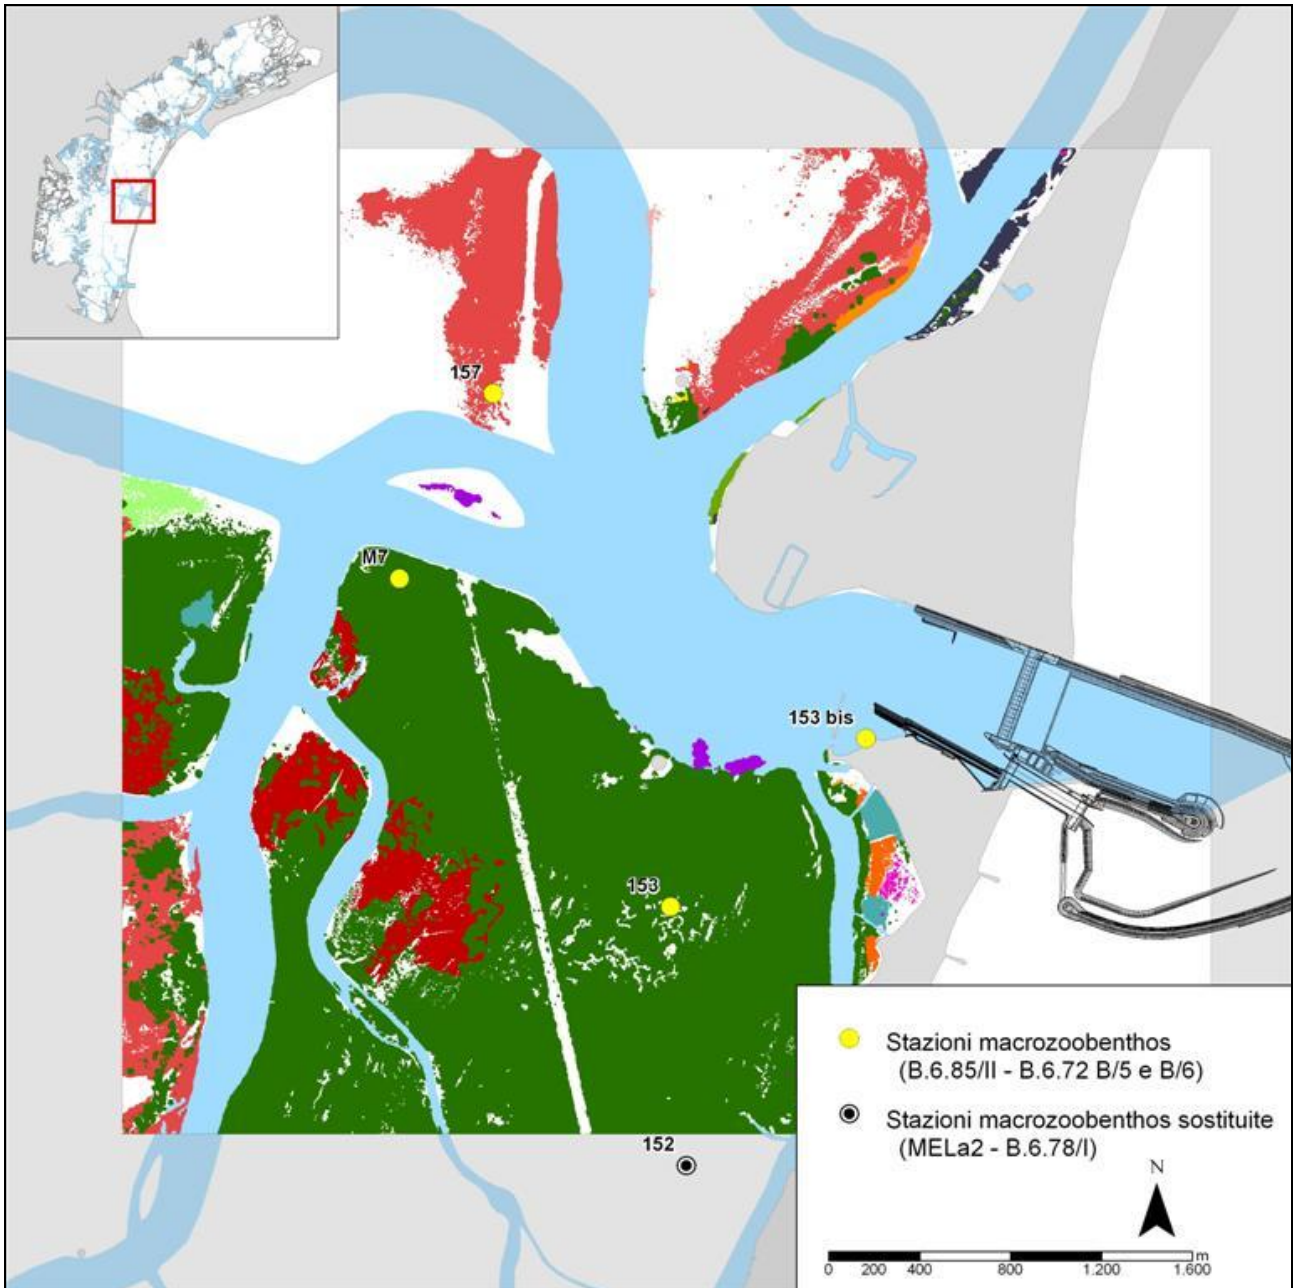 157
M7
153 bis
153
152
Stazioni macrozoobenthos
(B.6.85/II - B.6.72 B/5 e B/6)
Stazioni macrozoobenthos sostituite
(MELa2 - B.6.78/I)
N
m
0 200 400 800 1.200 1.600